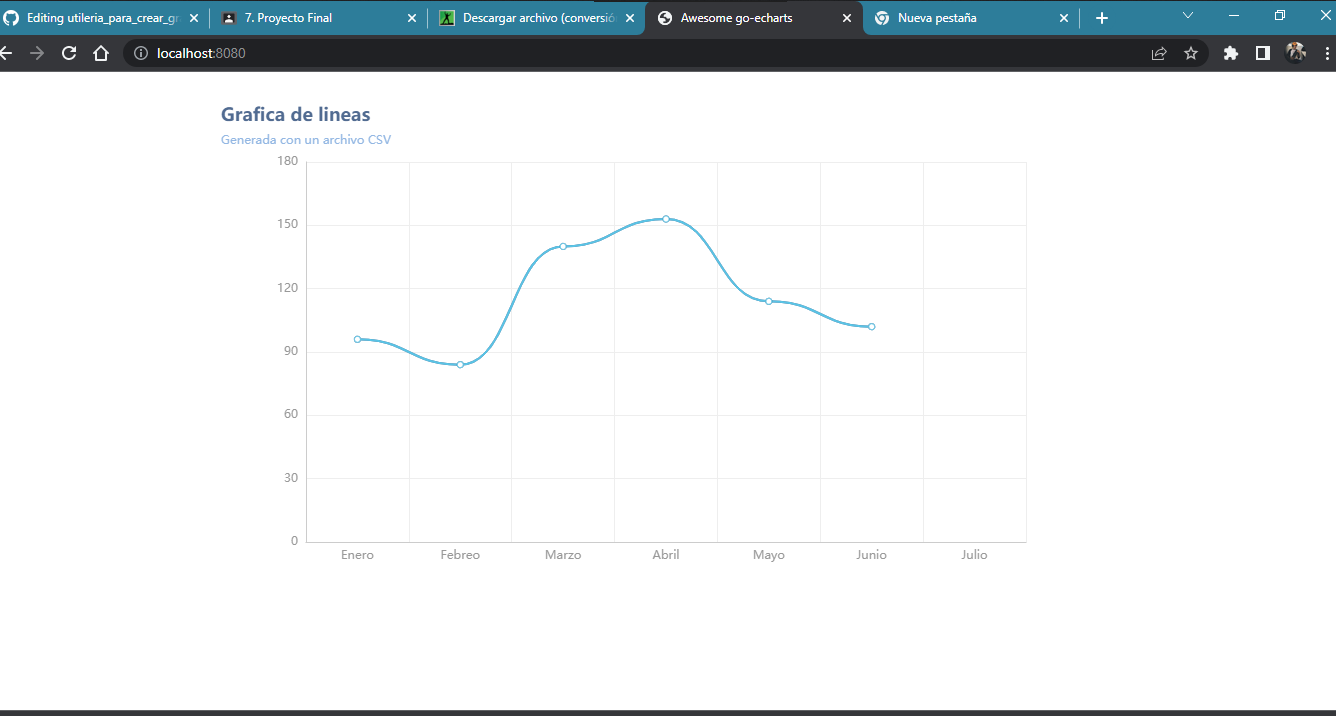 Editing utileria_para_crear_gr
7. Proyecto Final
Descargar archivo (conversió
Awesome go-echarts
Nueva pestaña
localhost:8080
Grafica de lineas
Generada con un archivo CSV
180
150
120
90
60
30
0
Enero Febreo Marzo Abril Mayo Junio Julio